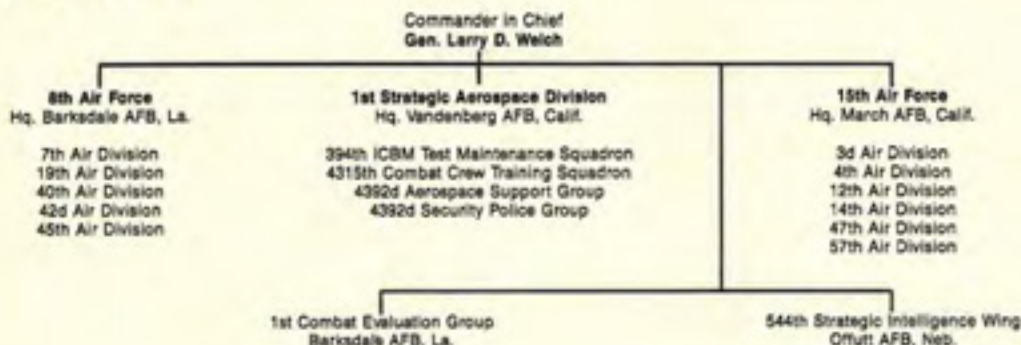 Commander in Chief
Gen. Larry D. Welch
8th Air Force
Hq. Barksdale AFB, La.
7th Air Division
19th Air Division
40th Air Division
42d Air Division
45th Air Division
1st Strategic Aerospace Division
Hq. Vandenberg AFB, Calif.
394th ICBM Test Maintenance Squadron
4315th Combat Crew Training Squadron
4392d Aerospace Support Group
4392d Security Police Group
15th Air Force
Hq. March AFB, Calif.
3d Air Division
4th Air Division
12th Air Division
14th Air Division
47th Air Division
57th Air Division
1st Combat Evaluation Group
Barksdale AFB, La.
544th Strategic Intelligence Wing
Offutt AFB, Neb.